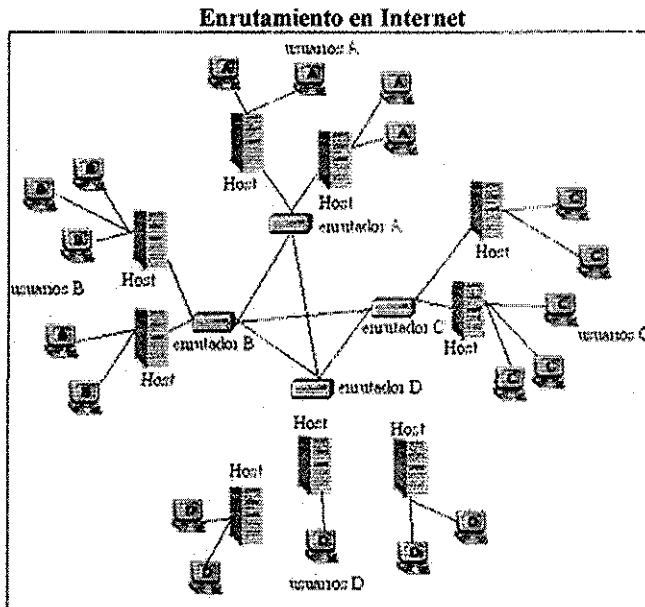 Enrutamiento en Internet
usuarios A
A
A
A
A
Host
Host
enrutador A
B
B
B
Host
usuarios B
C
C
Host
enrutador B
enrutador C
Host
C
usuarios C
C
C
A
B
Host
enrutador D
Host
Host
Host
D
D
D
D
D
usuarios D